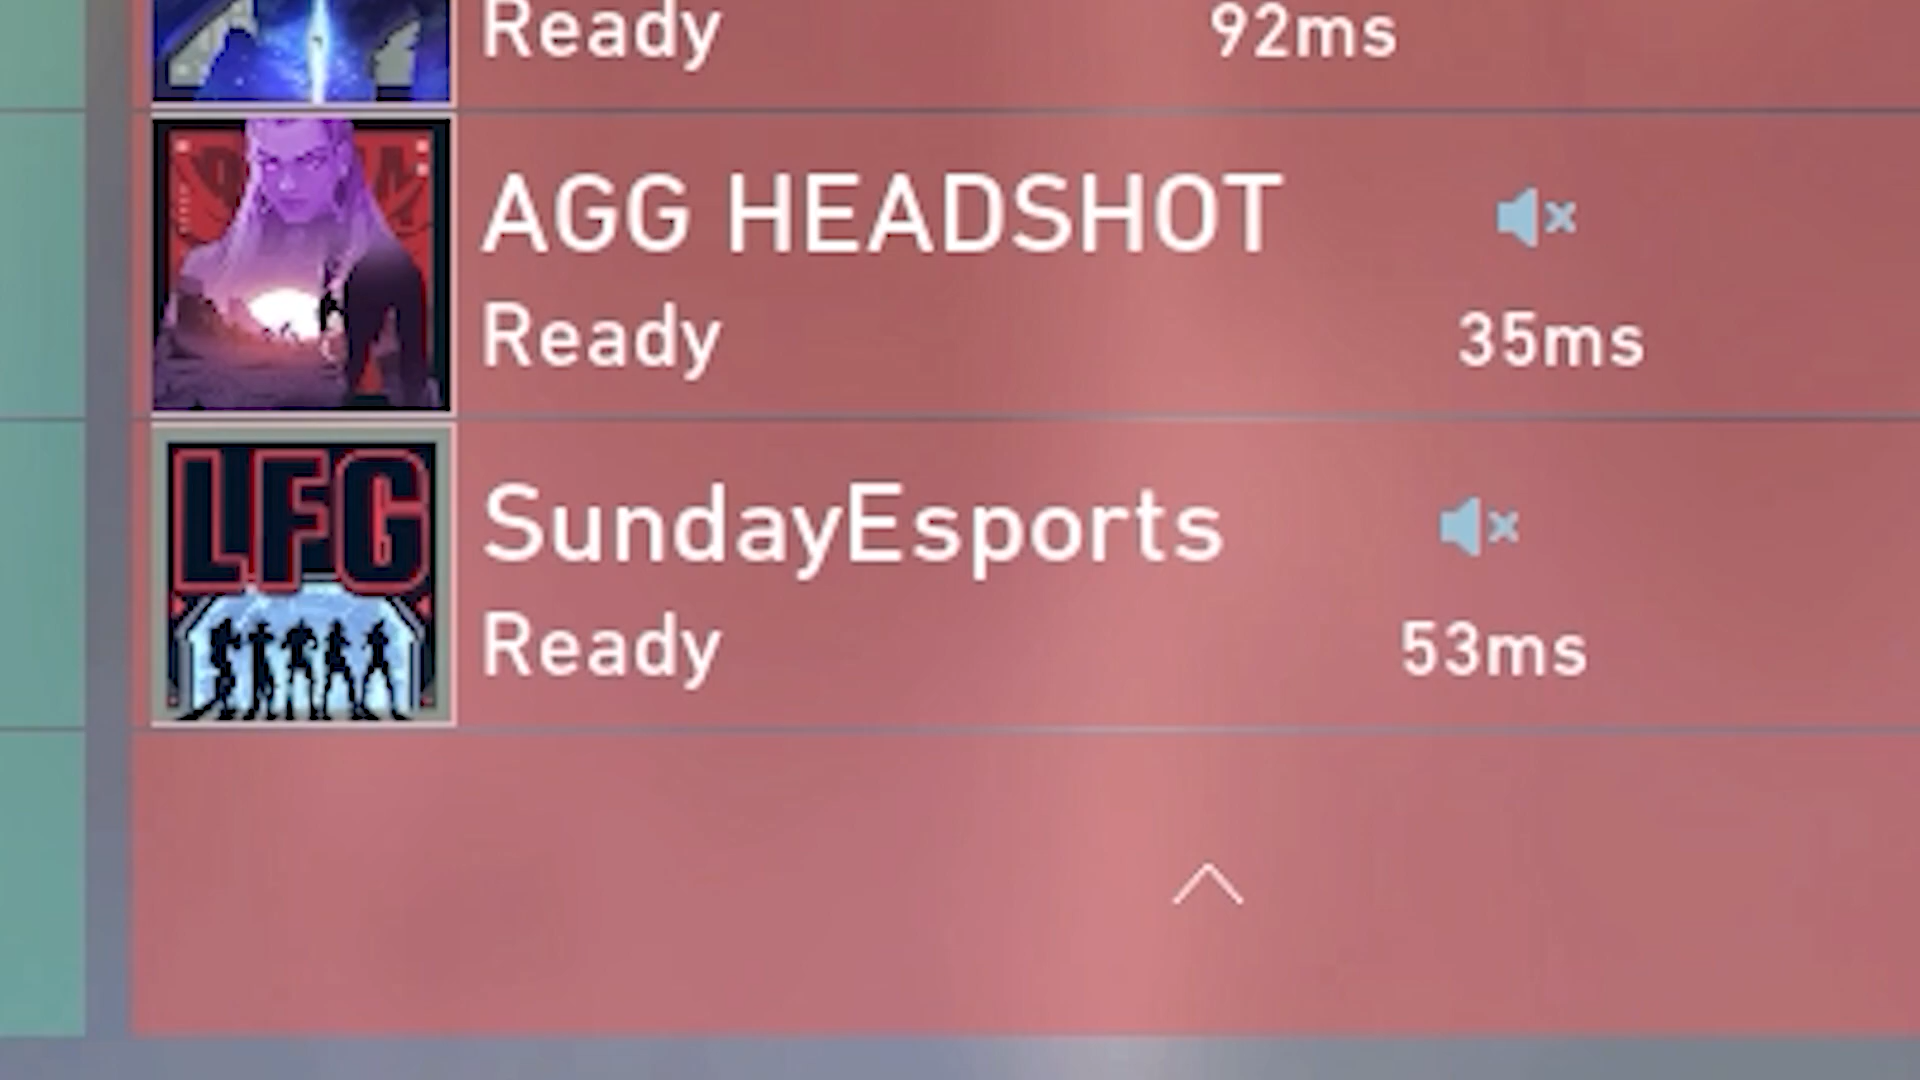 Ready 92ms
AGG HEADSHOT
Ready 35ms
LFG
SundayEsports
Ready 53ms